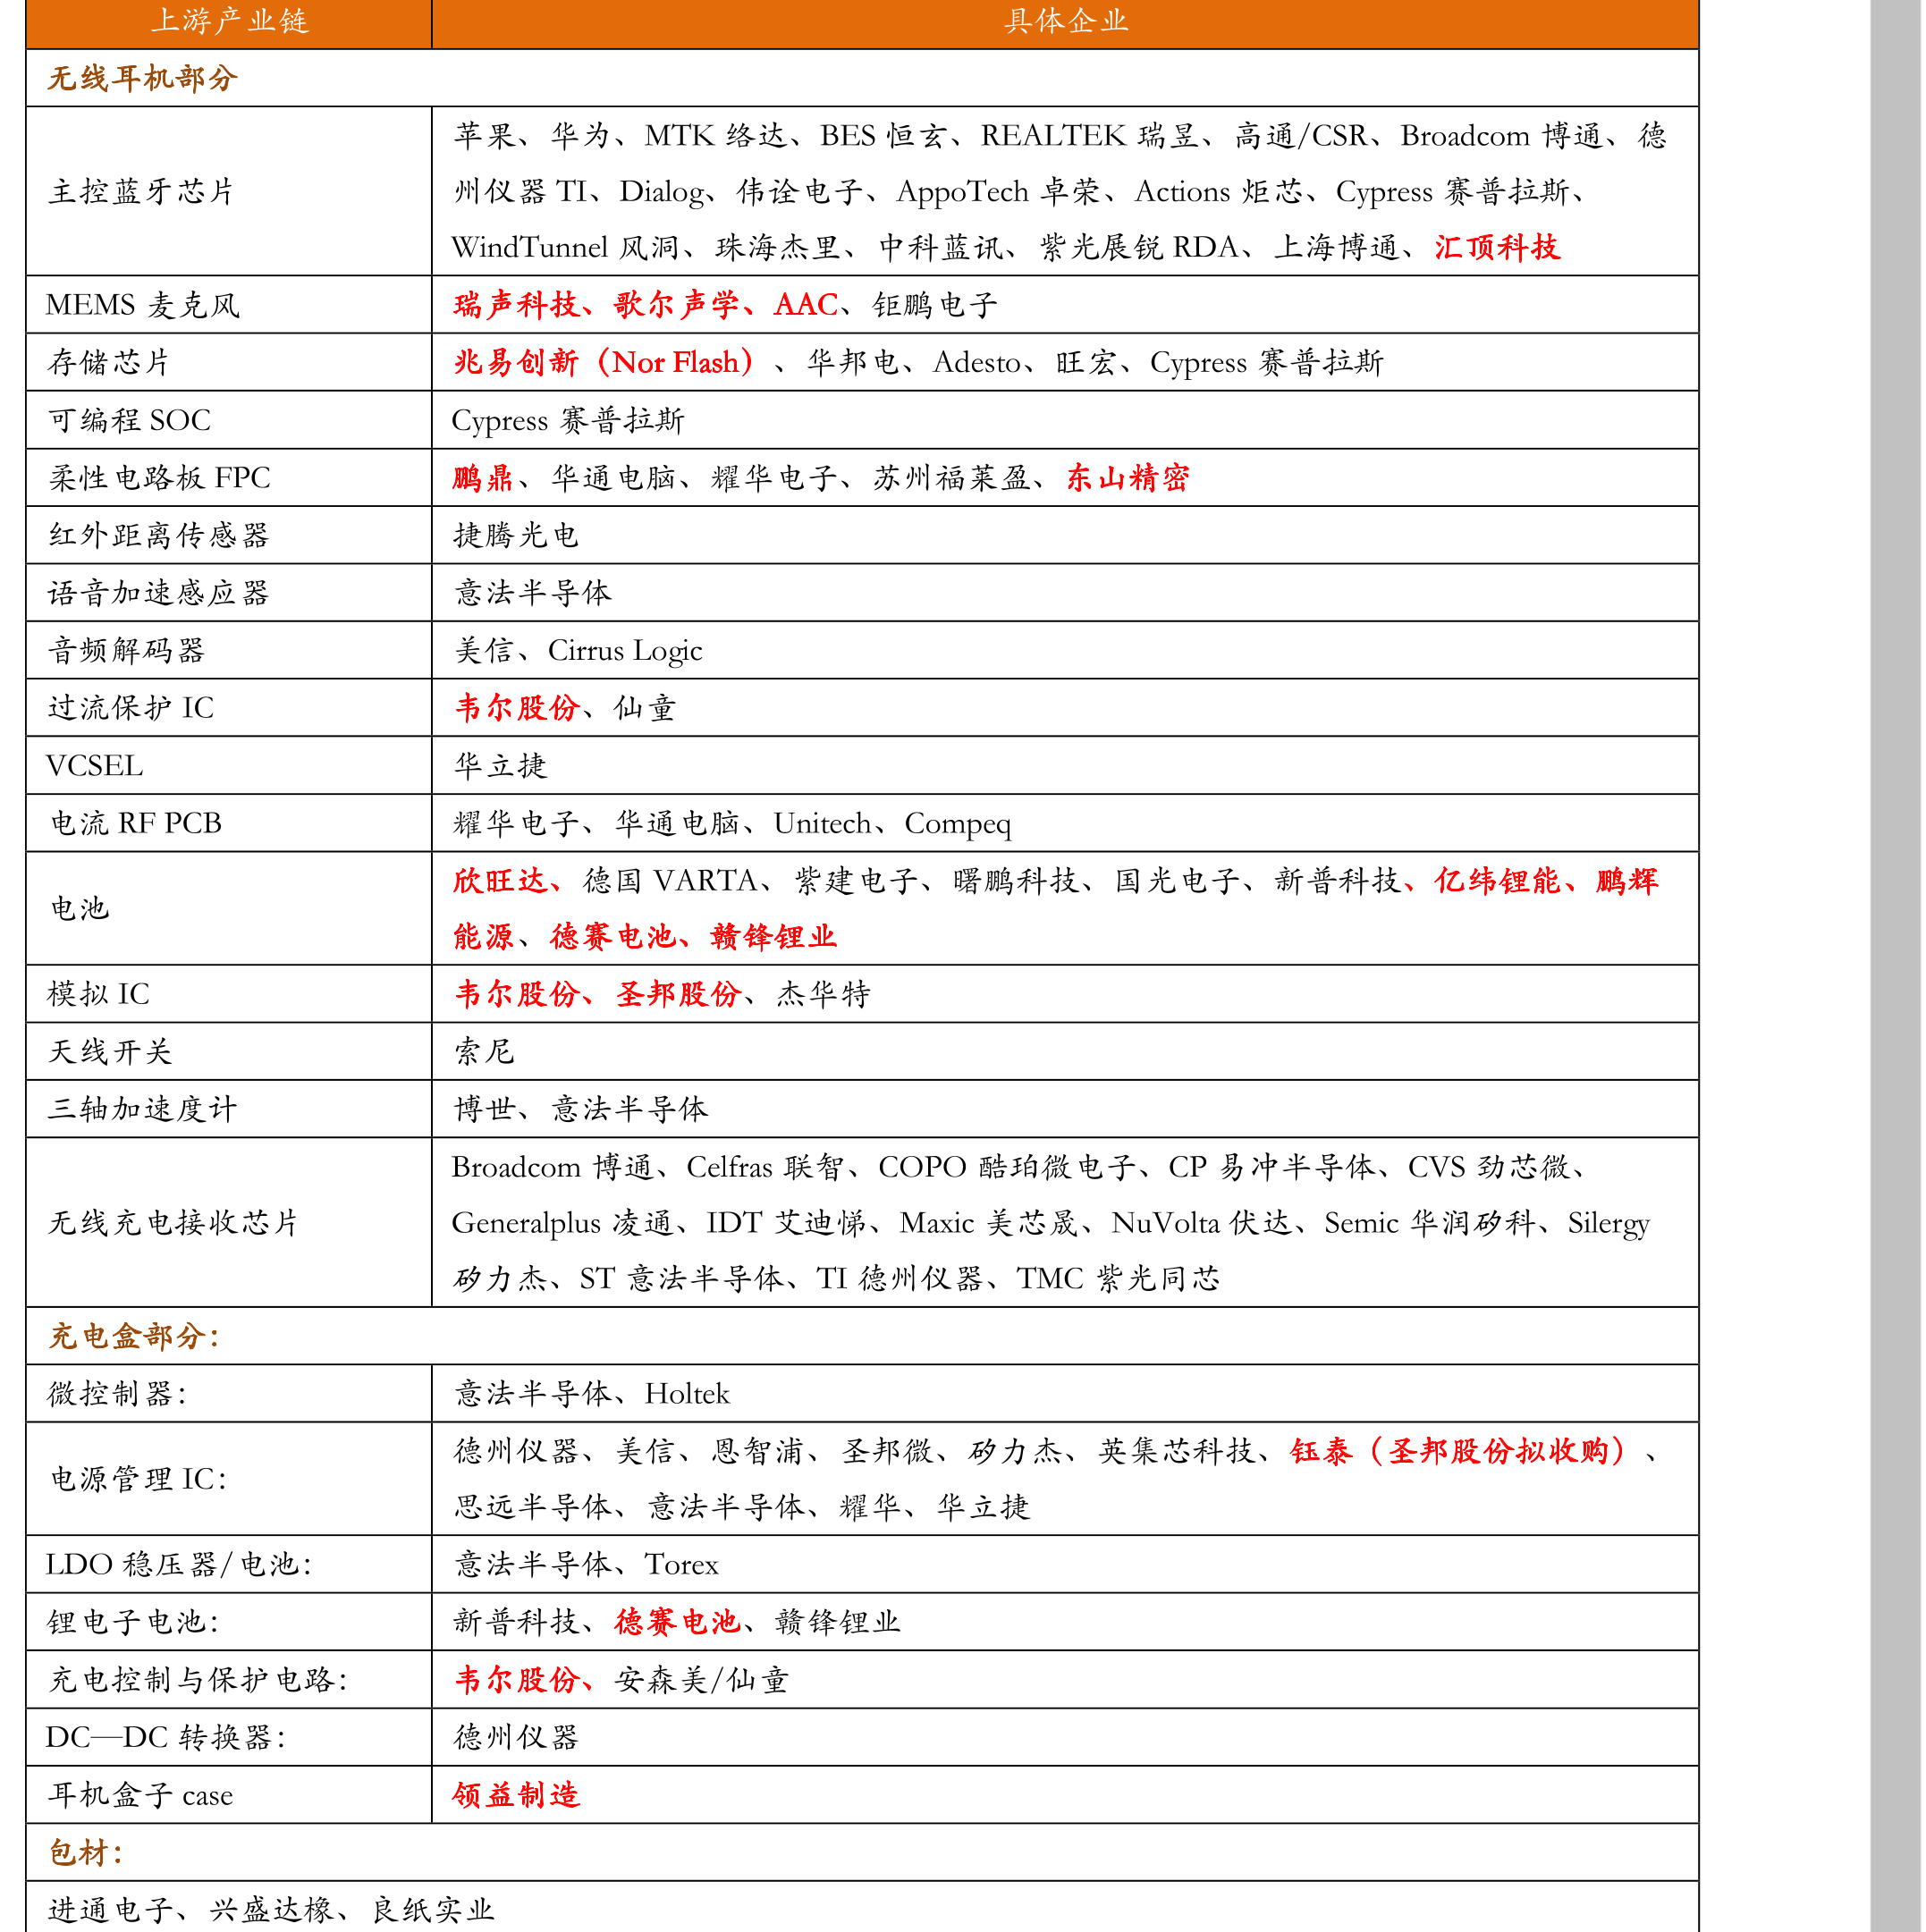 上游产业链 具体企业
无线耳机部分
主控蓝牙芯片 苹果、华为、MTK 络达、BES 恒玄、REALTEK 瑞昱、高通/CSR、Broadcom 博通、德
州仪器 TI、Dialog、伟诠电子、AppoTech 卓荣、Actions 炬芯、Cypress 赛普拉斯、
WindTunnel 风洞、珠海杰里、中科蓝讯、紫光展锐 RDA、上海博通、汇顶科技
MEMS 麦克风 瑞声科技、歌尔声学、AAC、钜鹏电子
存储芯片 兆易创新（Nor Flash）、华邦电、Adesto、旺宏、Cypress 赛普拉斯
可编程 SOC Cypress 赛普拉斯
柔性电路板 FPC 鹏鼎、华通电脑、耀华电子、苏州福莱盈、东山精密
红外距离传感器 捷腾光电
语音加速感应器 意法半导体
音频解码器 美信、Cirrus Logic
过流保护 IC 韦尔股份、仙童
VCSEL 华立捷
电流 RF PCB 耀华电子、华通电脑、Unitech、Compeq
电池 欣旺达、德国 VARTA、紫建电子、曙鹏科技、国光电子、新普科技、亿纬锂能、鹏辉
能源、德赛电池、赣锋锂业
模拟 IC 韦尔股份、圣邦股份、杰华特
天线开关 索尼
三轴加速度计 博世、意法半导体
无线充电接收芯片 Broadcom 博通、Celfras 联智、COPO 酷珀微电子、CP 易冲半导体、CVS 劲芯微、
Generalplus 凌通、IDT 艾迪悌、Maxic 美芯晟、NuVolta 伏达、Semic 华润矽科、Silergy
矽力杰、ST 意法半导体、TI 德州仪器、TMC 紫光同芯
充电盒部分：
微控制器： 意法半导体、Holtek
电源管理 IC： 德州仪器、美信、恩智浦、圣邦微、矽力杰、英集芯科技、钰泰（圣邦股份拟收购）、
思远半导体、意法半导体、耀华、华立捷
LDO 稳压器/电池： 意法半导体、Torex
锂电子电池： 新普科技、德赛电池、赣锋锂业
充电控制与保护电路： 韦尔股份、安森美/仙童
DC—DC 转换器： 德州仪器
耳机盒子 case 领益制造
包材：
进通电子、兴盛达橡、良纸实业